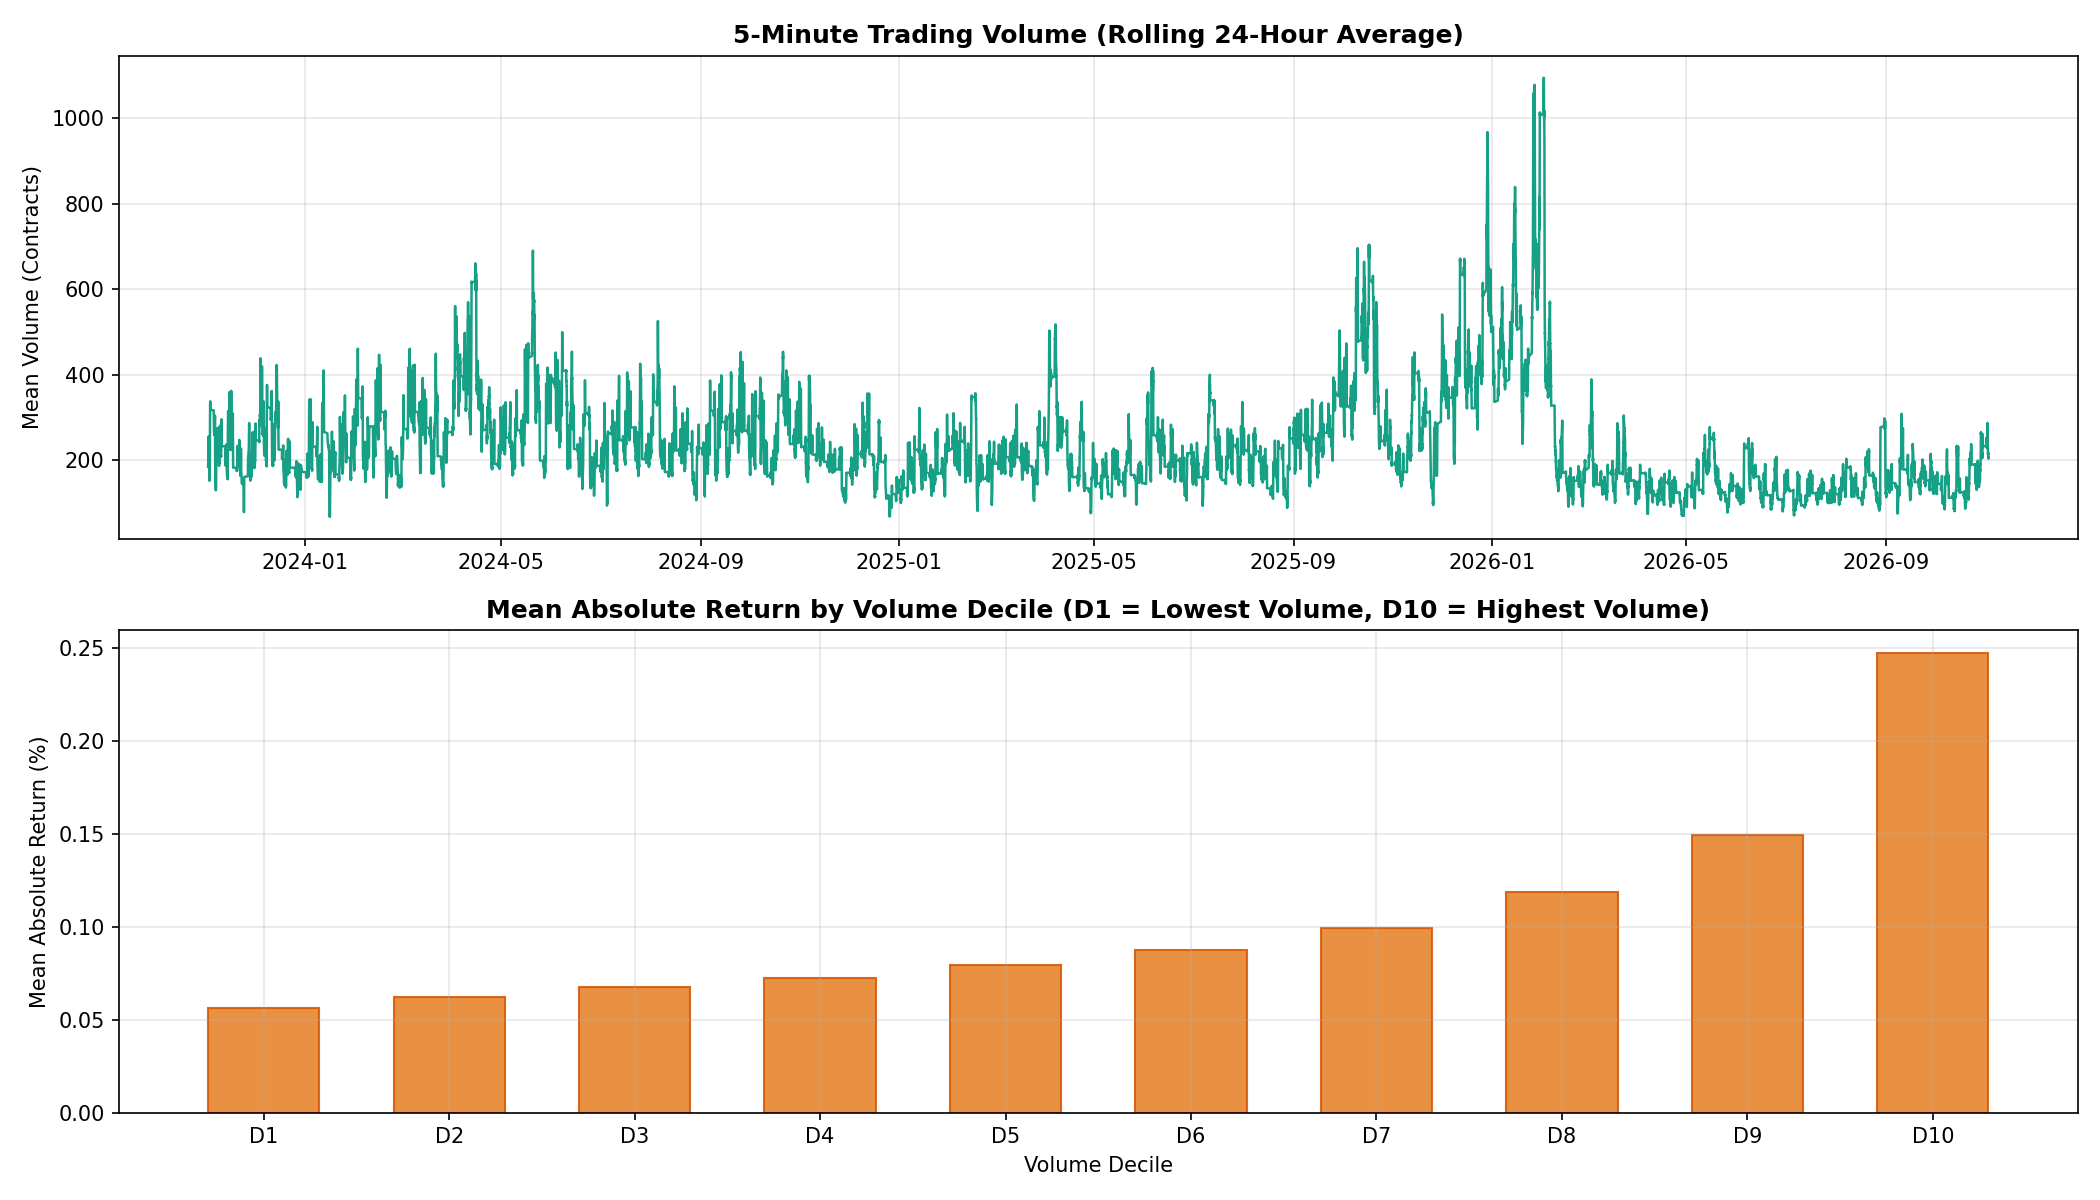 5-Minute Trading Volume (Rolling 24-Hour Average)
Mean Volume (Contracts)
1000
800
600
400
200
2024-01 2024-05 2024-09 2025-01 2025-05 2025-09 2026-01 2026-05 2026-09
Mean Absolute Return by Volume Decile (D1 = Lowest Volume, D10 = Highest Volume)
Mean Absolute Return (%)
0.25
0.20
0.15
0.10
0.05
0.00
D1 D2 D3 D4 D5 D6 D7 D8 D9 D10
Volume Decile